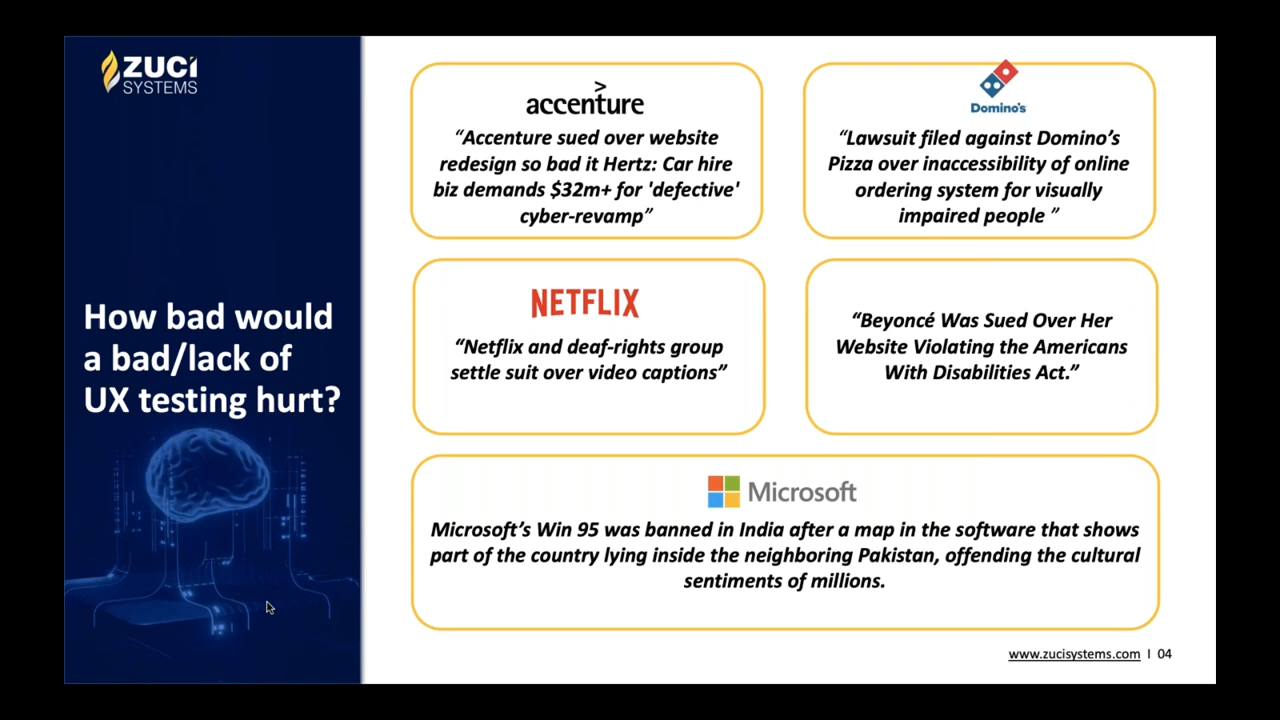 ZUCI
SYSTEMS
How bad would
a bad/lack of
UX testing hurt?
>
accenture
“Accenture sued over website
redesign so bad it Hertz: Car hire
biz demands $32m+ for 'defective'
cyber-revamp”
Domino's
“Lawsuit filed against Domino’s
Pizza over inaccessibility of online
ordering system for visually
impaired people ”
NETFLIX
“Netflix and deaf-rights group
settle suit over video captions”
“Beyoncé Was Sued Over Her
Website Violating the Americans
With Disabilities Act.”
Microsoft
Microsoft’s Win 95 was banned in India after a map in the software that shows
part of the country lying inside the neighboring Pakistan, offending the cultural
sentiments of millions.
www.zucisystems.com I 04